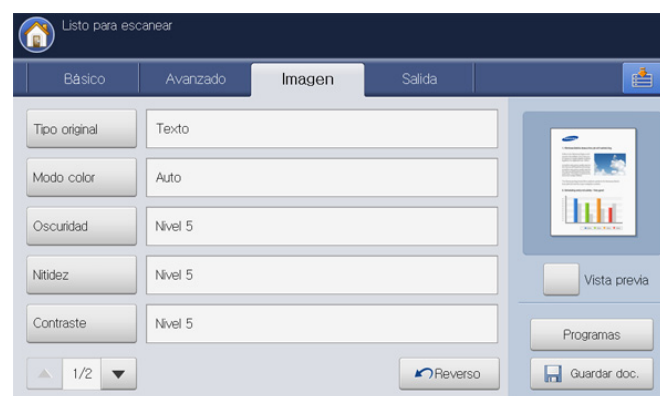 Listo para escanear
Básico
Avanzado
Imagen
Salida
Tipo original
Texto
Modo color
Auto
Oscuridad
Nivel 5
Nitidez
Nivel 5
Contraste
Nivel 5
1/2
Reverso
Vista previa
Programas
Guardar doc.